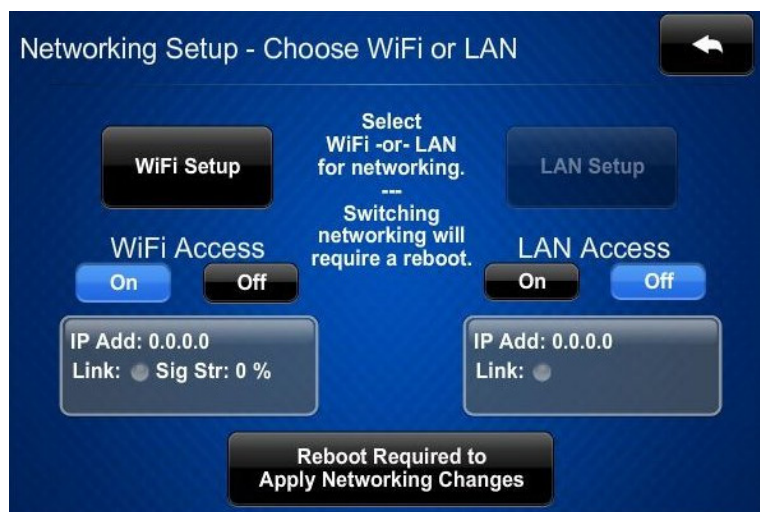 Networking Setup - Choose WiFi or LAN
WiFi Setup
Select
WiFi -or- LAN
for networking.
---
Switching
networking will
require a reboot.
LAN Setup
WiFi Access
On
Off
LAN Access
On
Off
IP Add: 0.0.0.0
Link: Sig Str: 0 %
IP Add: 0.0.0.0
Link:
Reboot Required to
Apply Networking Changes